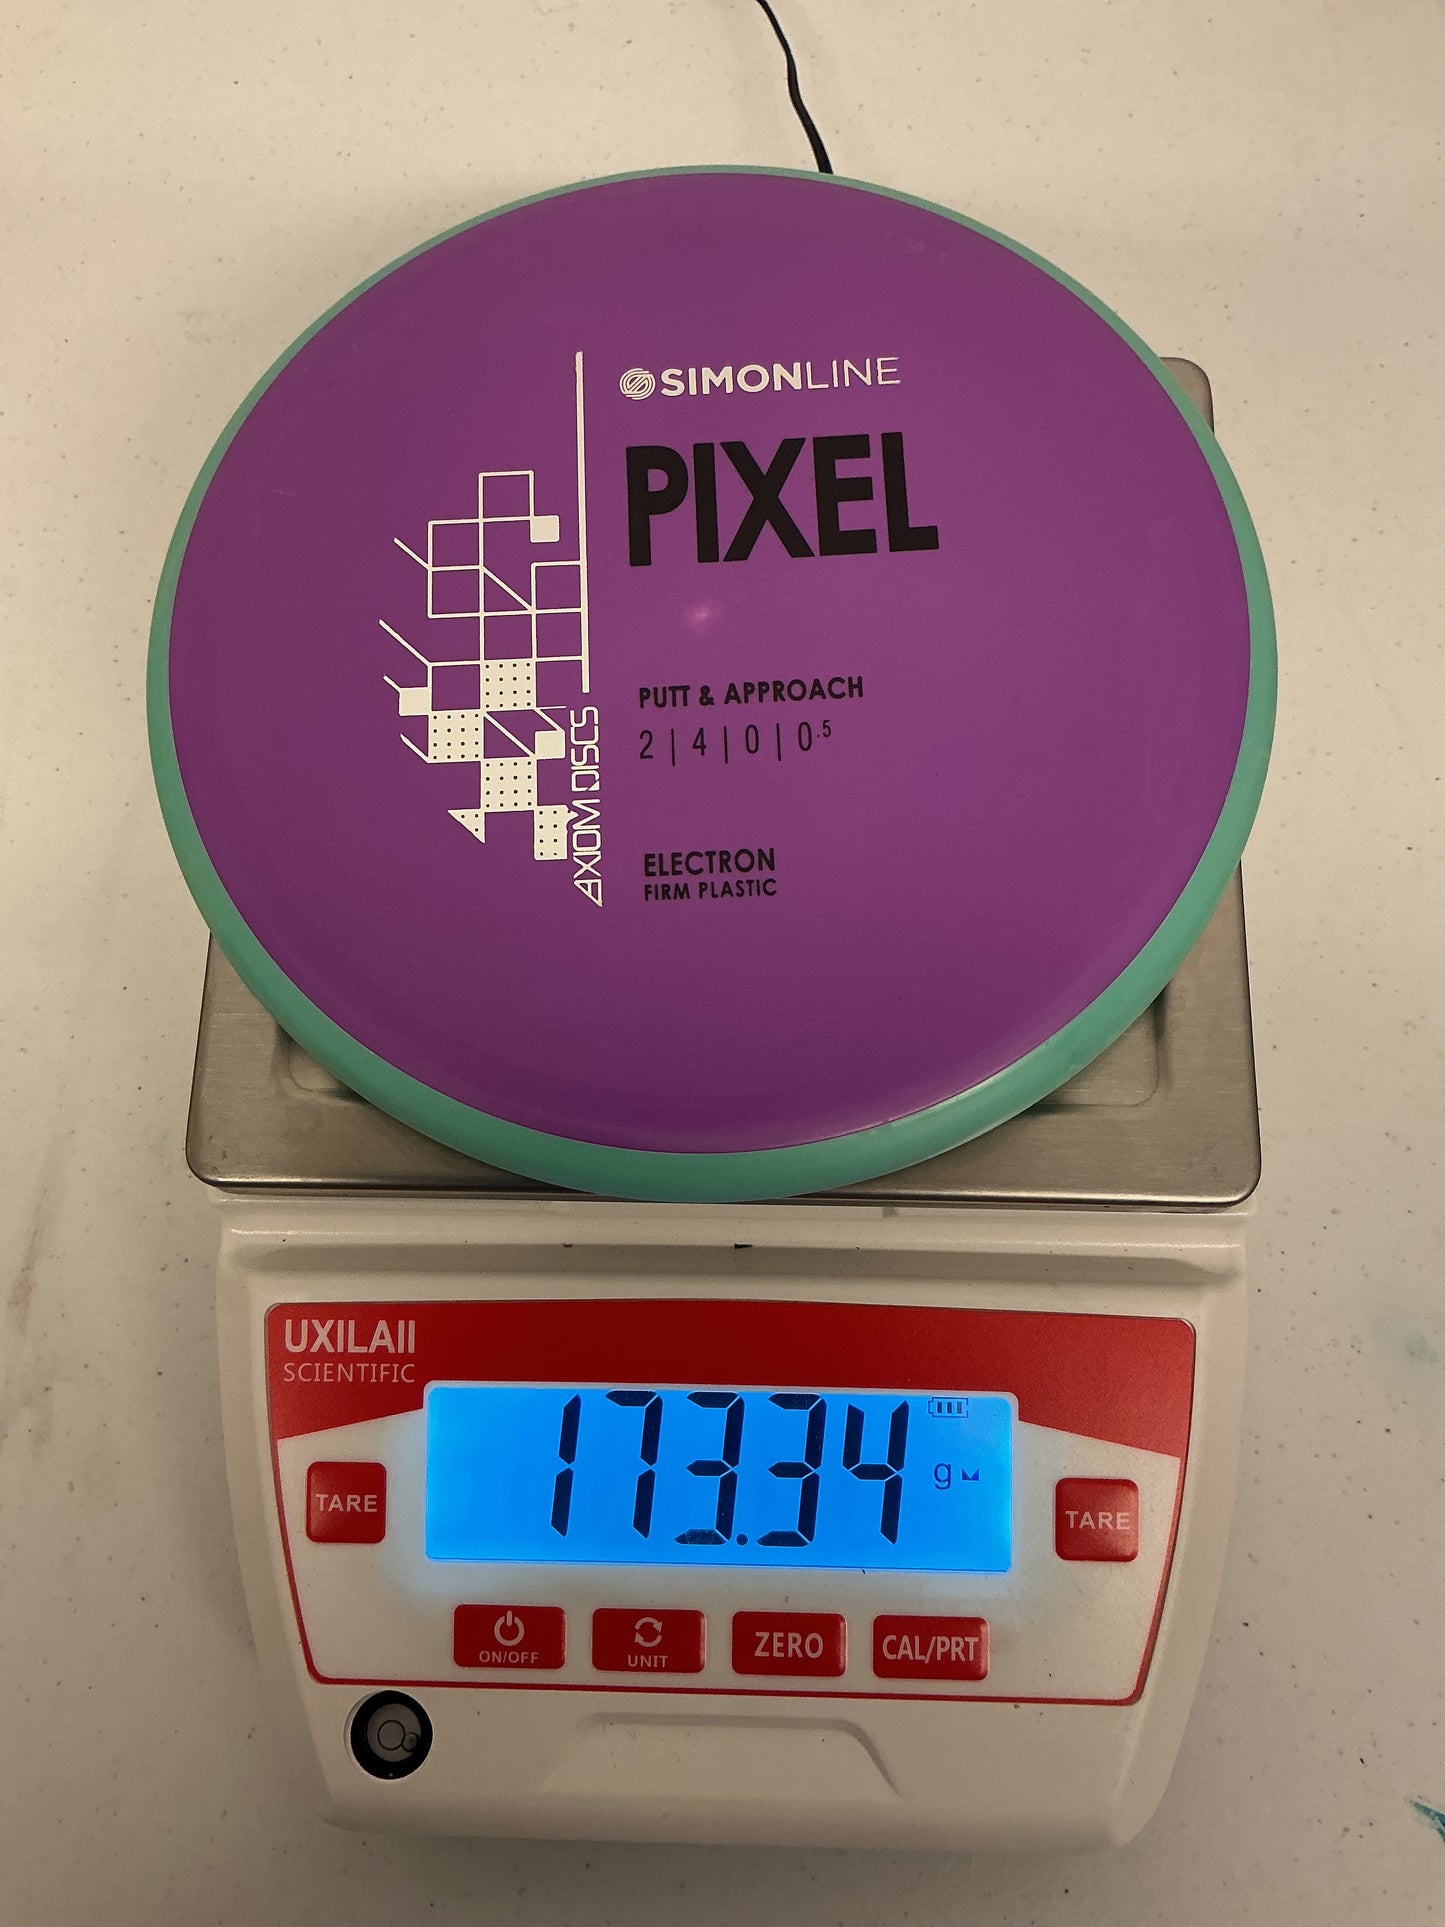 SIMONLINE
PIXEL
PUTT & APPROACH
2 | 4 | 0 | 0.5
AXIOM DISCS
ELECTRON
FIRM PLASTIC
UXILAII
SCIENTIFIC
173.34 g
TARE
TARE
ON/OFF
UNIT
ZERO
CAL/PRT